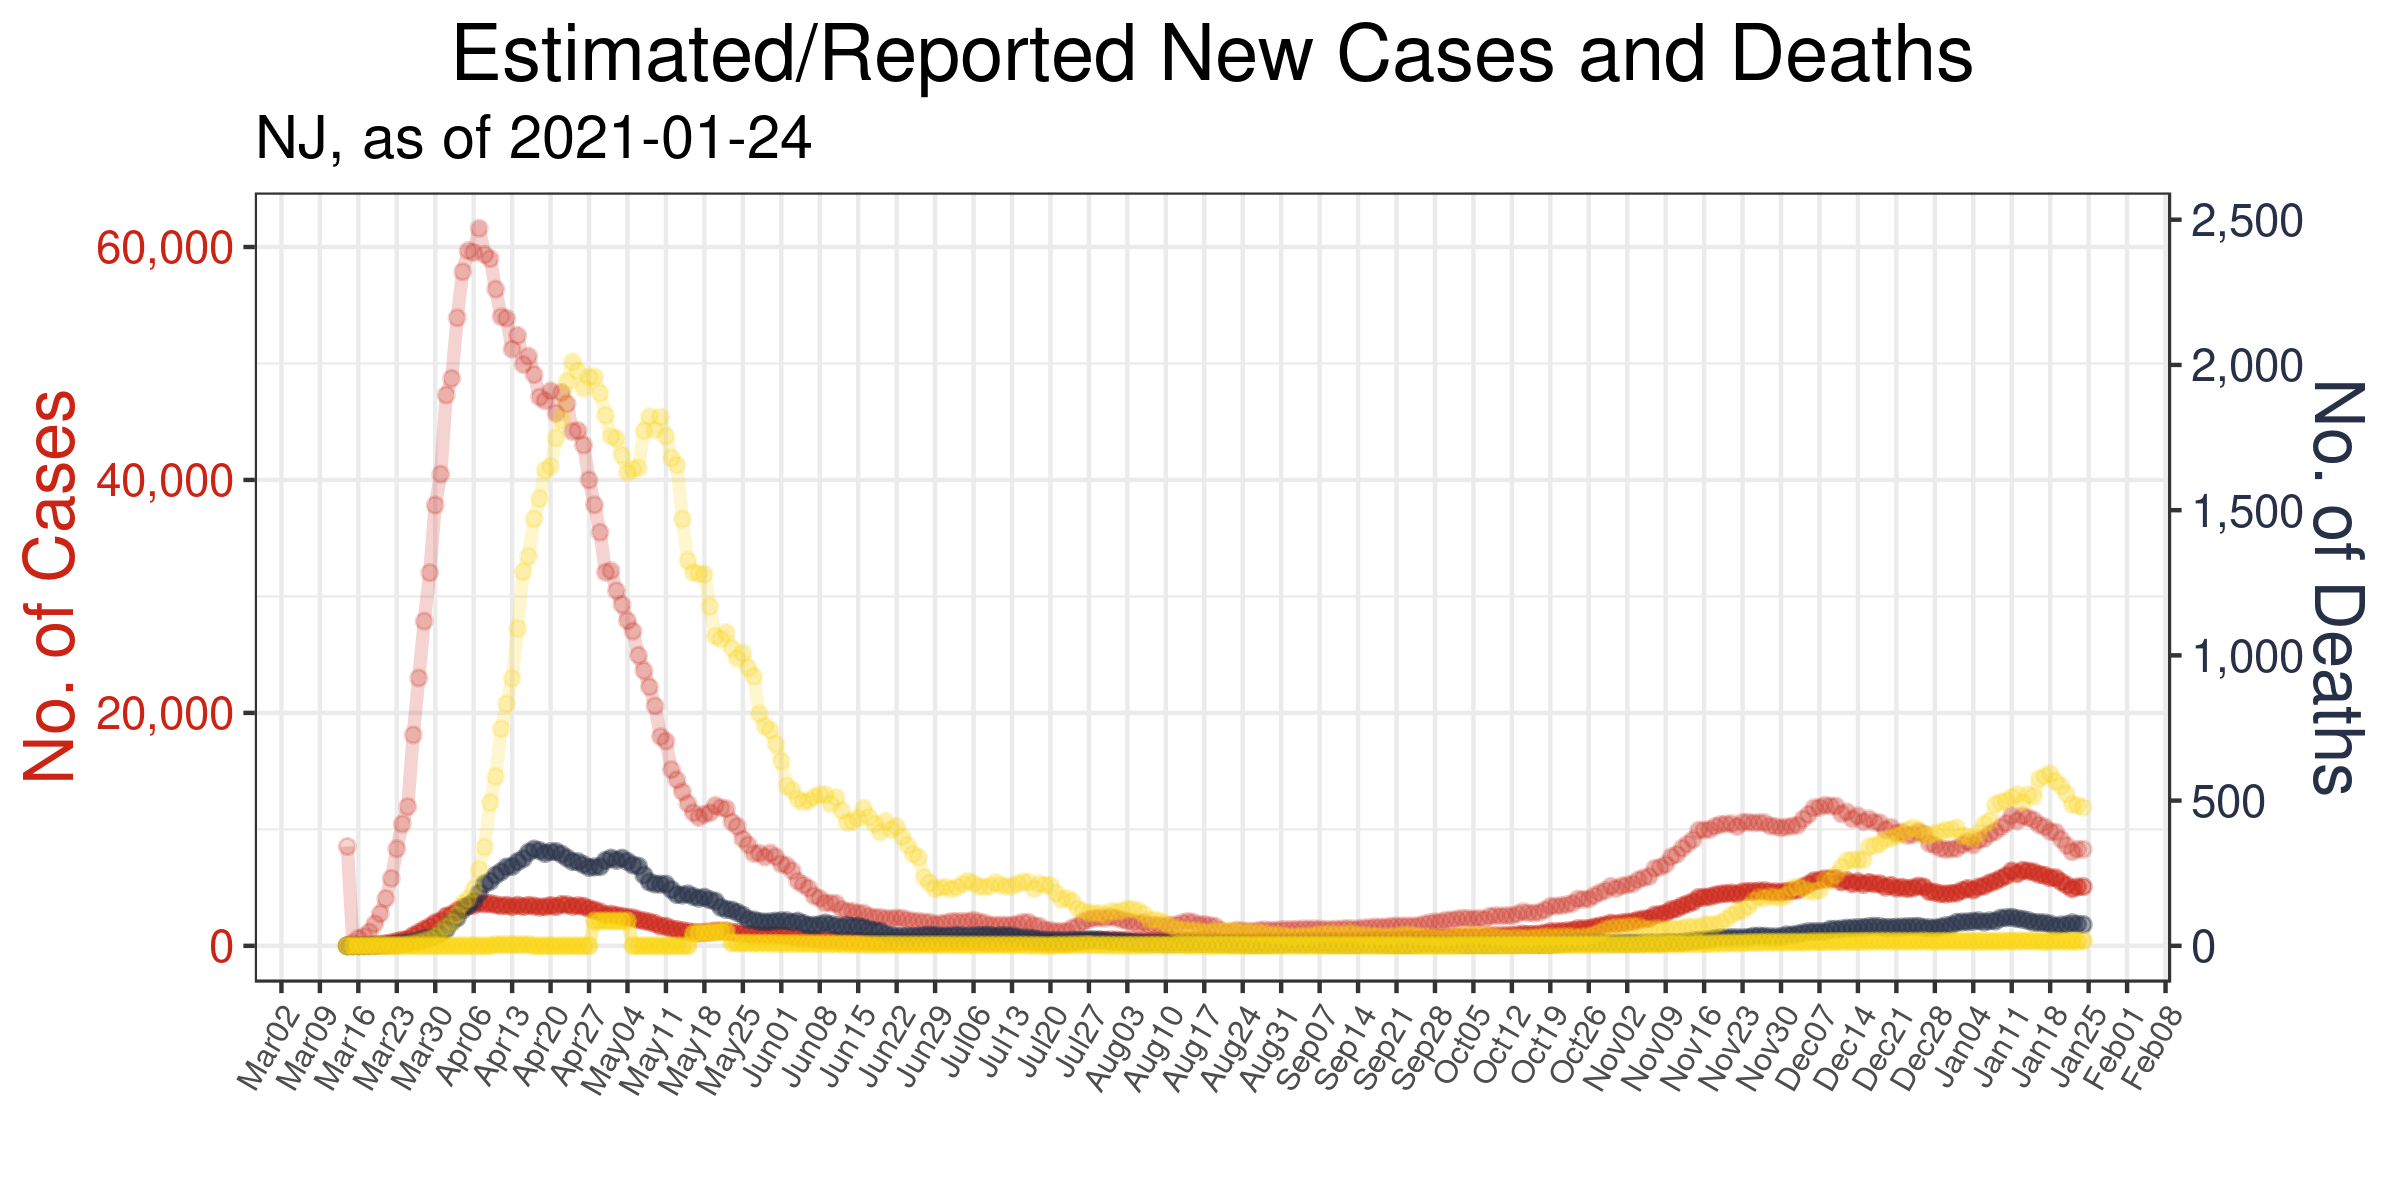 Estimated/Reported New Cases and Deaths
NJ, as of 2021-01-24
No. of Cases
60,000
40,000
20,000
0
2,500
2,000
1,500
1,000
500
0
No. of Deaths
Mar02
Mar09
Mar16
Mar23
Mar30
Apr06
Apr13
Apr20
Apr27
May04
May11
May18
May25
Jun01
Jun08
Jun15
Jun22
Jun29
Jul06
Jul13
Jul20
Jul27
Aug03
Aug10
Aug17
Aug24
Aug31
Sep07
Sep14
Sep21
Sep28
Oct05
Oct12
Oct19
Oct26
Nov02
Nov09
Nov16
Nov23
Nov30
Dec07
Dec14
Dec21
Dec28
Jan04
Jan11
Jan18
Jan25
Feb01
Feb08